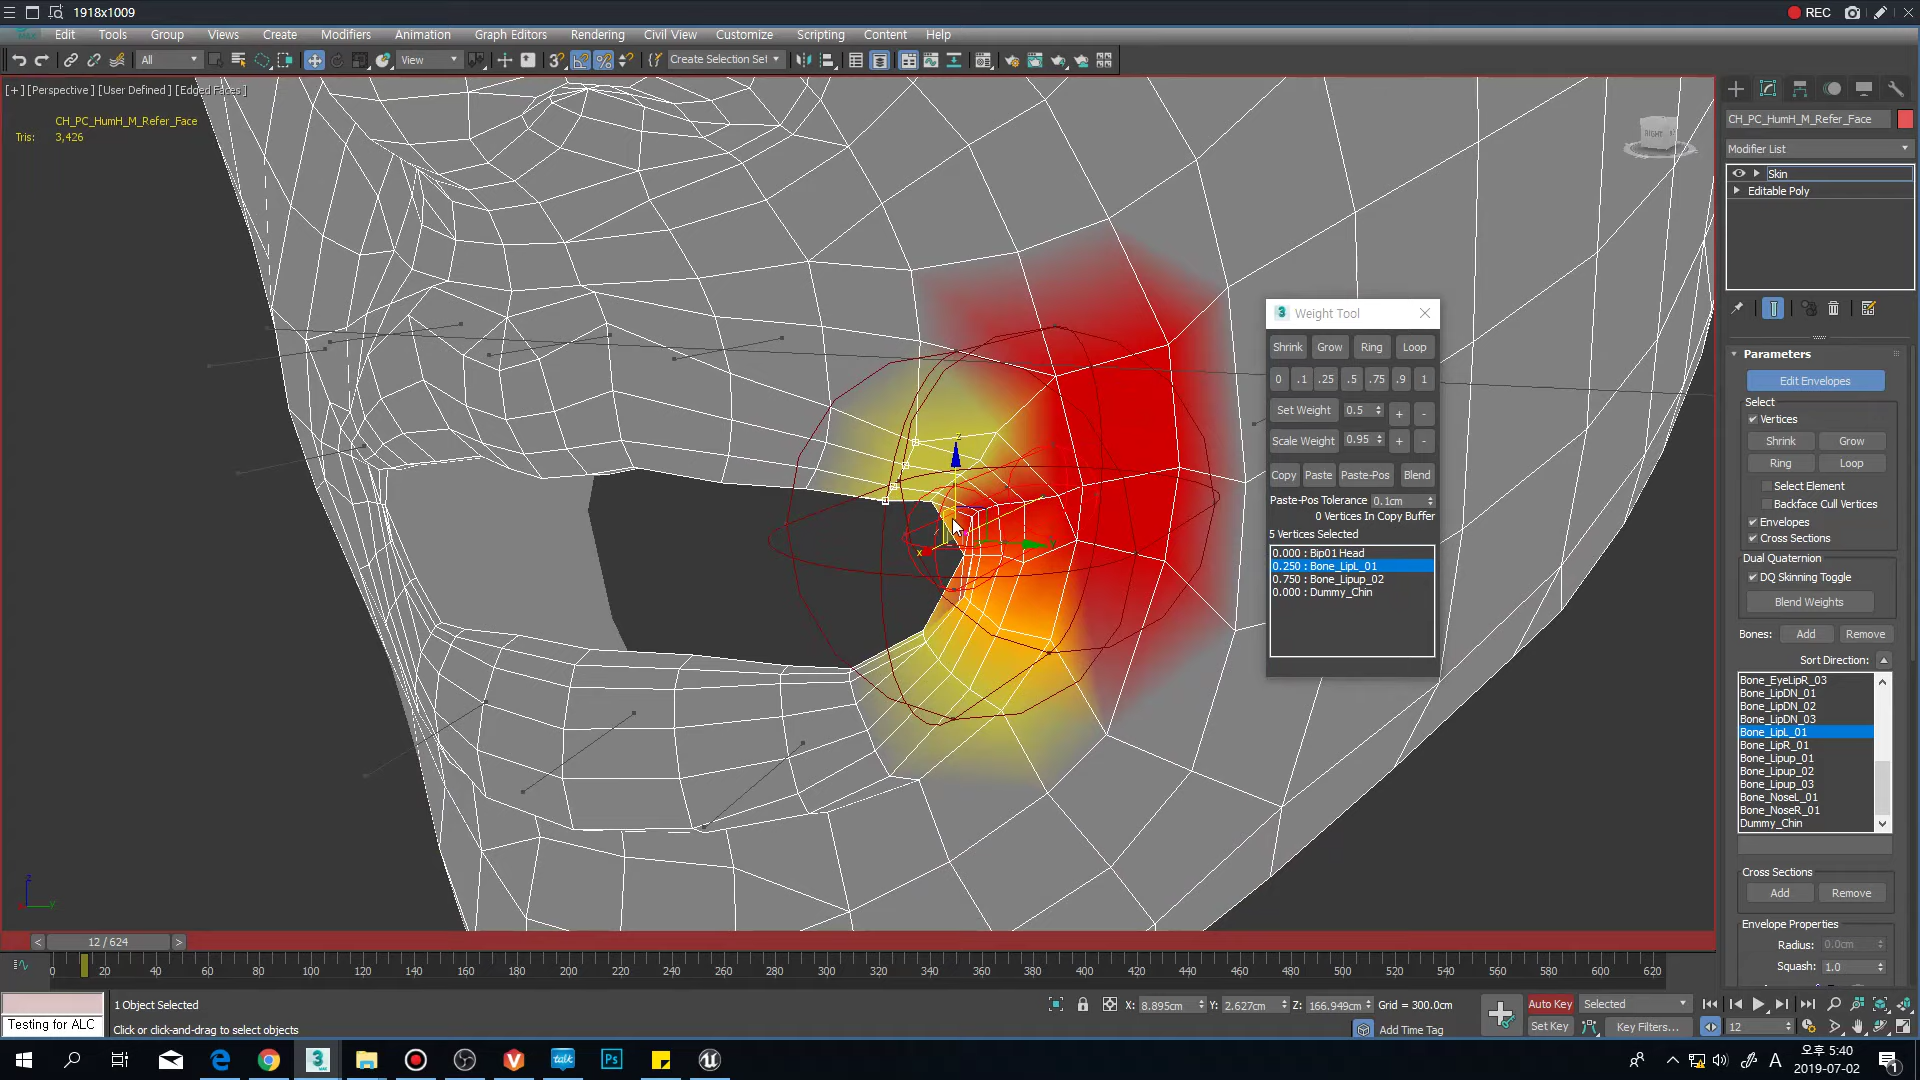 1918x1009
REC
Edit Tools Group Views Create Modifiers Animation Graph Editors Rendering Civil View Customize Scripting Content Help
All
View
Create Selection Set
[+] [Perspective ] [User Defined ] [Edged Faces ]
CH_PC_HumH_M_Refer_Face
Tris: 3,426
RIGHT
Z
x
y
Weight Tool
Shrink Grow Ring Loop
0 .1 .25 .5 .75 .9 1
Set Weight 0.5 + -
Scale Weight 0.95 + -
Copy Paste Paste-Pos Blend
Paste-Pos Tolerance 0.1cm
0 Vertices In Copy Buffer
5 Vertices Selected
0.000 : Bip01 Head
0.250 : Bone_LipL_01
0.750 : Bone_Lipup_02
0.000 : Dummy_Chin
CH_PC_HumH_M_Refer_Face
Modifier List
Skin
Editable Poly
Parameters
Edit Envelopes
Select
Vertices
Shrink Grow
Ring Loop
Select Element
Backface Cull Vertices
Envelopes
Cross Sections
Dual Quaternion
DQ Skinning Toggle
Blend Weights
Bones: Add Remove
Sort Direction:
Bone_EyeLipR_03
Bone_LipDN_01
Bone_LipDN_02
Bone_LipDN_03
Bone_LipL_01
Bone_LipR_01
Bone_Lipup_01
Bone_Lipup_02
Bone_Lipup_03
Bone_NoseL_01
Bone_NoseR_01
Dummy_Chin
Cross Sections
Add Remove
Envelope Properties
Radius: 0.0cm
Squash: 1.0
< 12 / 624 >
0 20 40 60 80 100 120 140 160 180 200 220 240 260 280 300 320 340 360 380 400 420 440 460 480 500 520 540 560 580 600 620
Testing for ALC
1 Object Selected
Click or click-and-drag to select objects
X: 8.895cm Y: 2.627cm Z: 166.949cm Grid = 300.0cm
Add Time Tag
Auto Key Selected
Set Key Key Filters...
12
3
talk
Ps
A
오후 5:40
2019-07-02
1